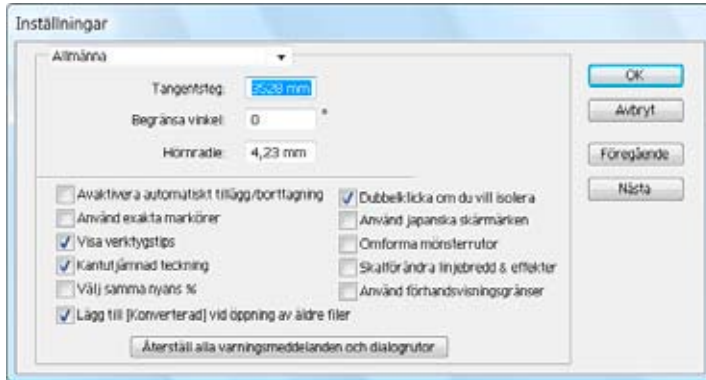 Inställningar
Allmänna
Tangentsteg: 3528 mm
Begränsa vinkel: 0 °
Hörnradie: 4,23 mm
OK
Avbryt
Föregående
Nästa
Avaktivera automatiskt tillägg/borttagning
Använd exakta markörer
Visa verktygstips
Kantutjämnad teckning
Välj samma nyans %
Lägg till [Konverterad] vid öppning av äldre filer
Dubbelklicka om du vill isolera
Använd japanska skärmärken
Omforma mönsterrutor
Skalförändra linjebredd & effekter
Använd förhandsvisningsgränser
Återställ alla varningsmeddelanden och dialogrutor